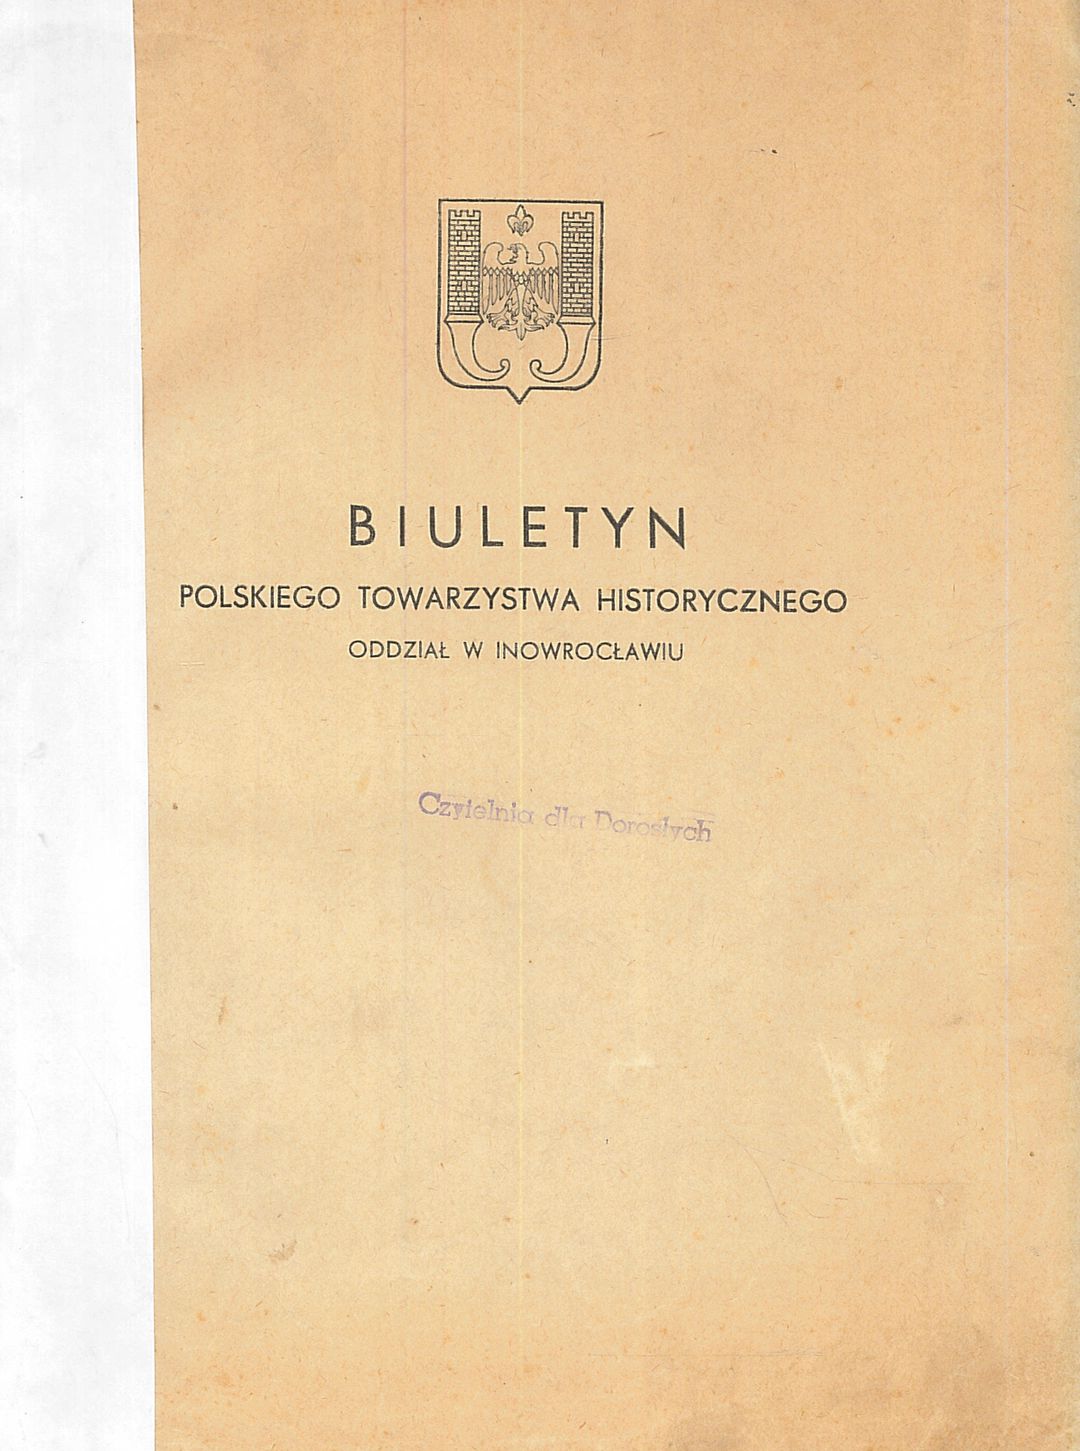 BIULETYN
POLSKIEGO TOWARZYSTWA HISTORYCZNEGO
ODDZIAŁ W INOWROCŁAWIU
Czytelnia dla Dorosłych